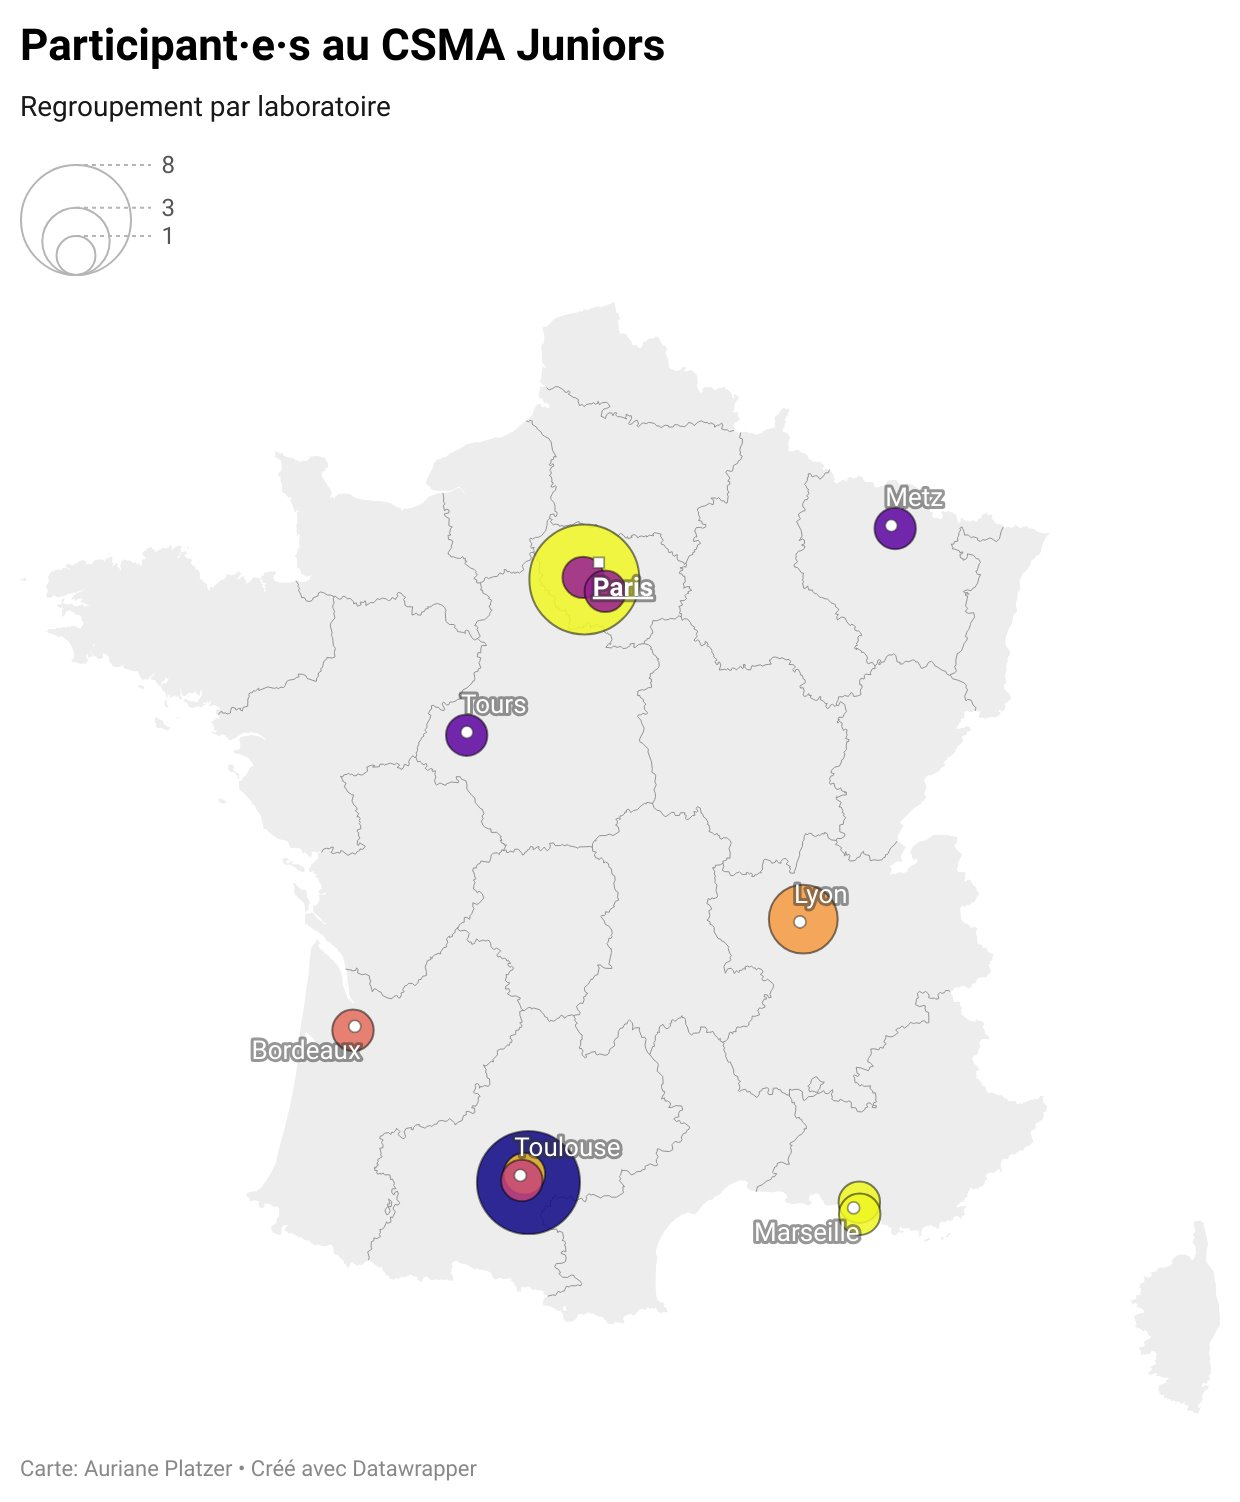 Participant·e·s au CSMA Juniors
Regroupement par laboratoire
8
3
1
Metz
Paris
Tours
Lyon
Bordeaux
Toulouse
Marseille
Carte: Auriane Platzer • Créé avec Datawrapper